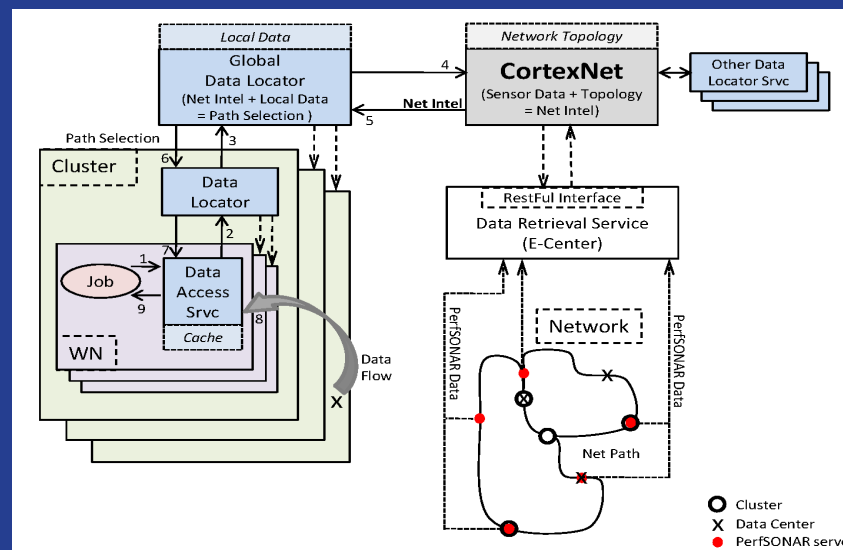 Local Data
Global
Data Locator
(Net Intel + Local Data
= Path Selection )
4
Net Intel
5
Network Topology
CortexNet
(Sensor Data + Topology
= Net Intel)
Other Data
Locator Srvc
Path Selection
6
3
Cluster
Data
Locator
7
2
Job
1
9
Data
Access
Srvc
Cache
8
WN
Data
Flow
X
RestFul Interface
Data Retrieval Service
(E-Center)
PerfSONAR Data
Network
PerfSONAR Data
X
X
Net Path
X
Cluster
X Data Center
PerfSONAR serve